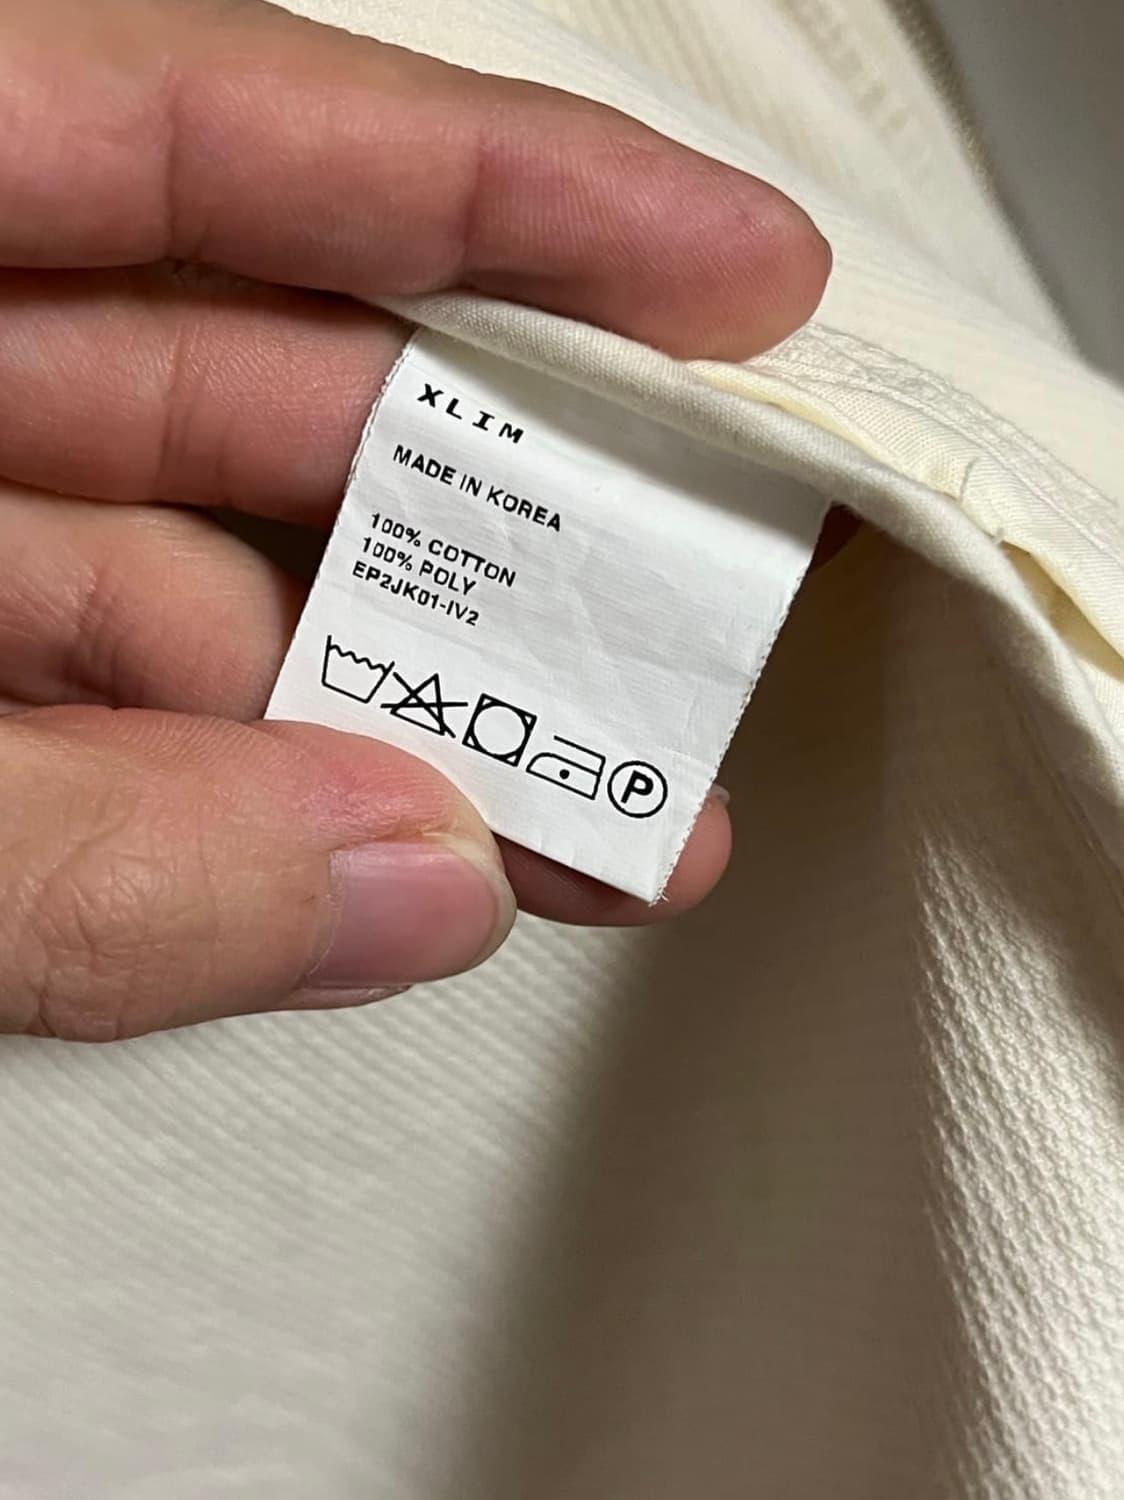 XLIM
MADE IN KOREA
100% COTTON
100% POLY
EP2JK01-IV2
P